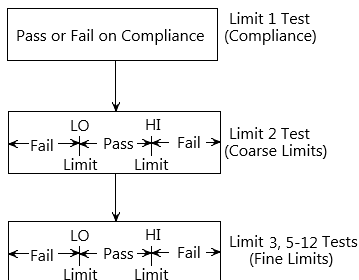 Limit 1 Test
Pass or Fail on Compliance
(Compliance)
LO HI
Limit 2 Test
Fail Pass Fail
(Coarse Limits)
Limit Limit
LO HI
Limit 3, 5-12 Tests
Fail Pass Fail
(Fine Limits)
Limit Limit